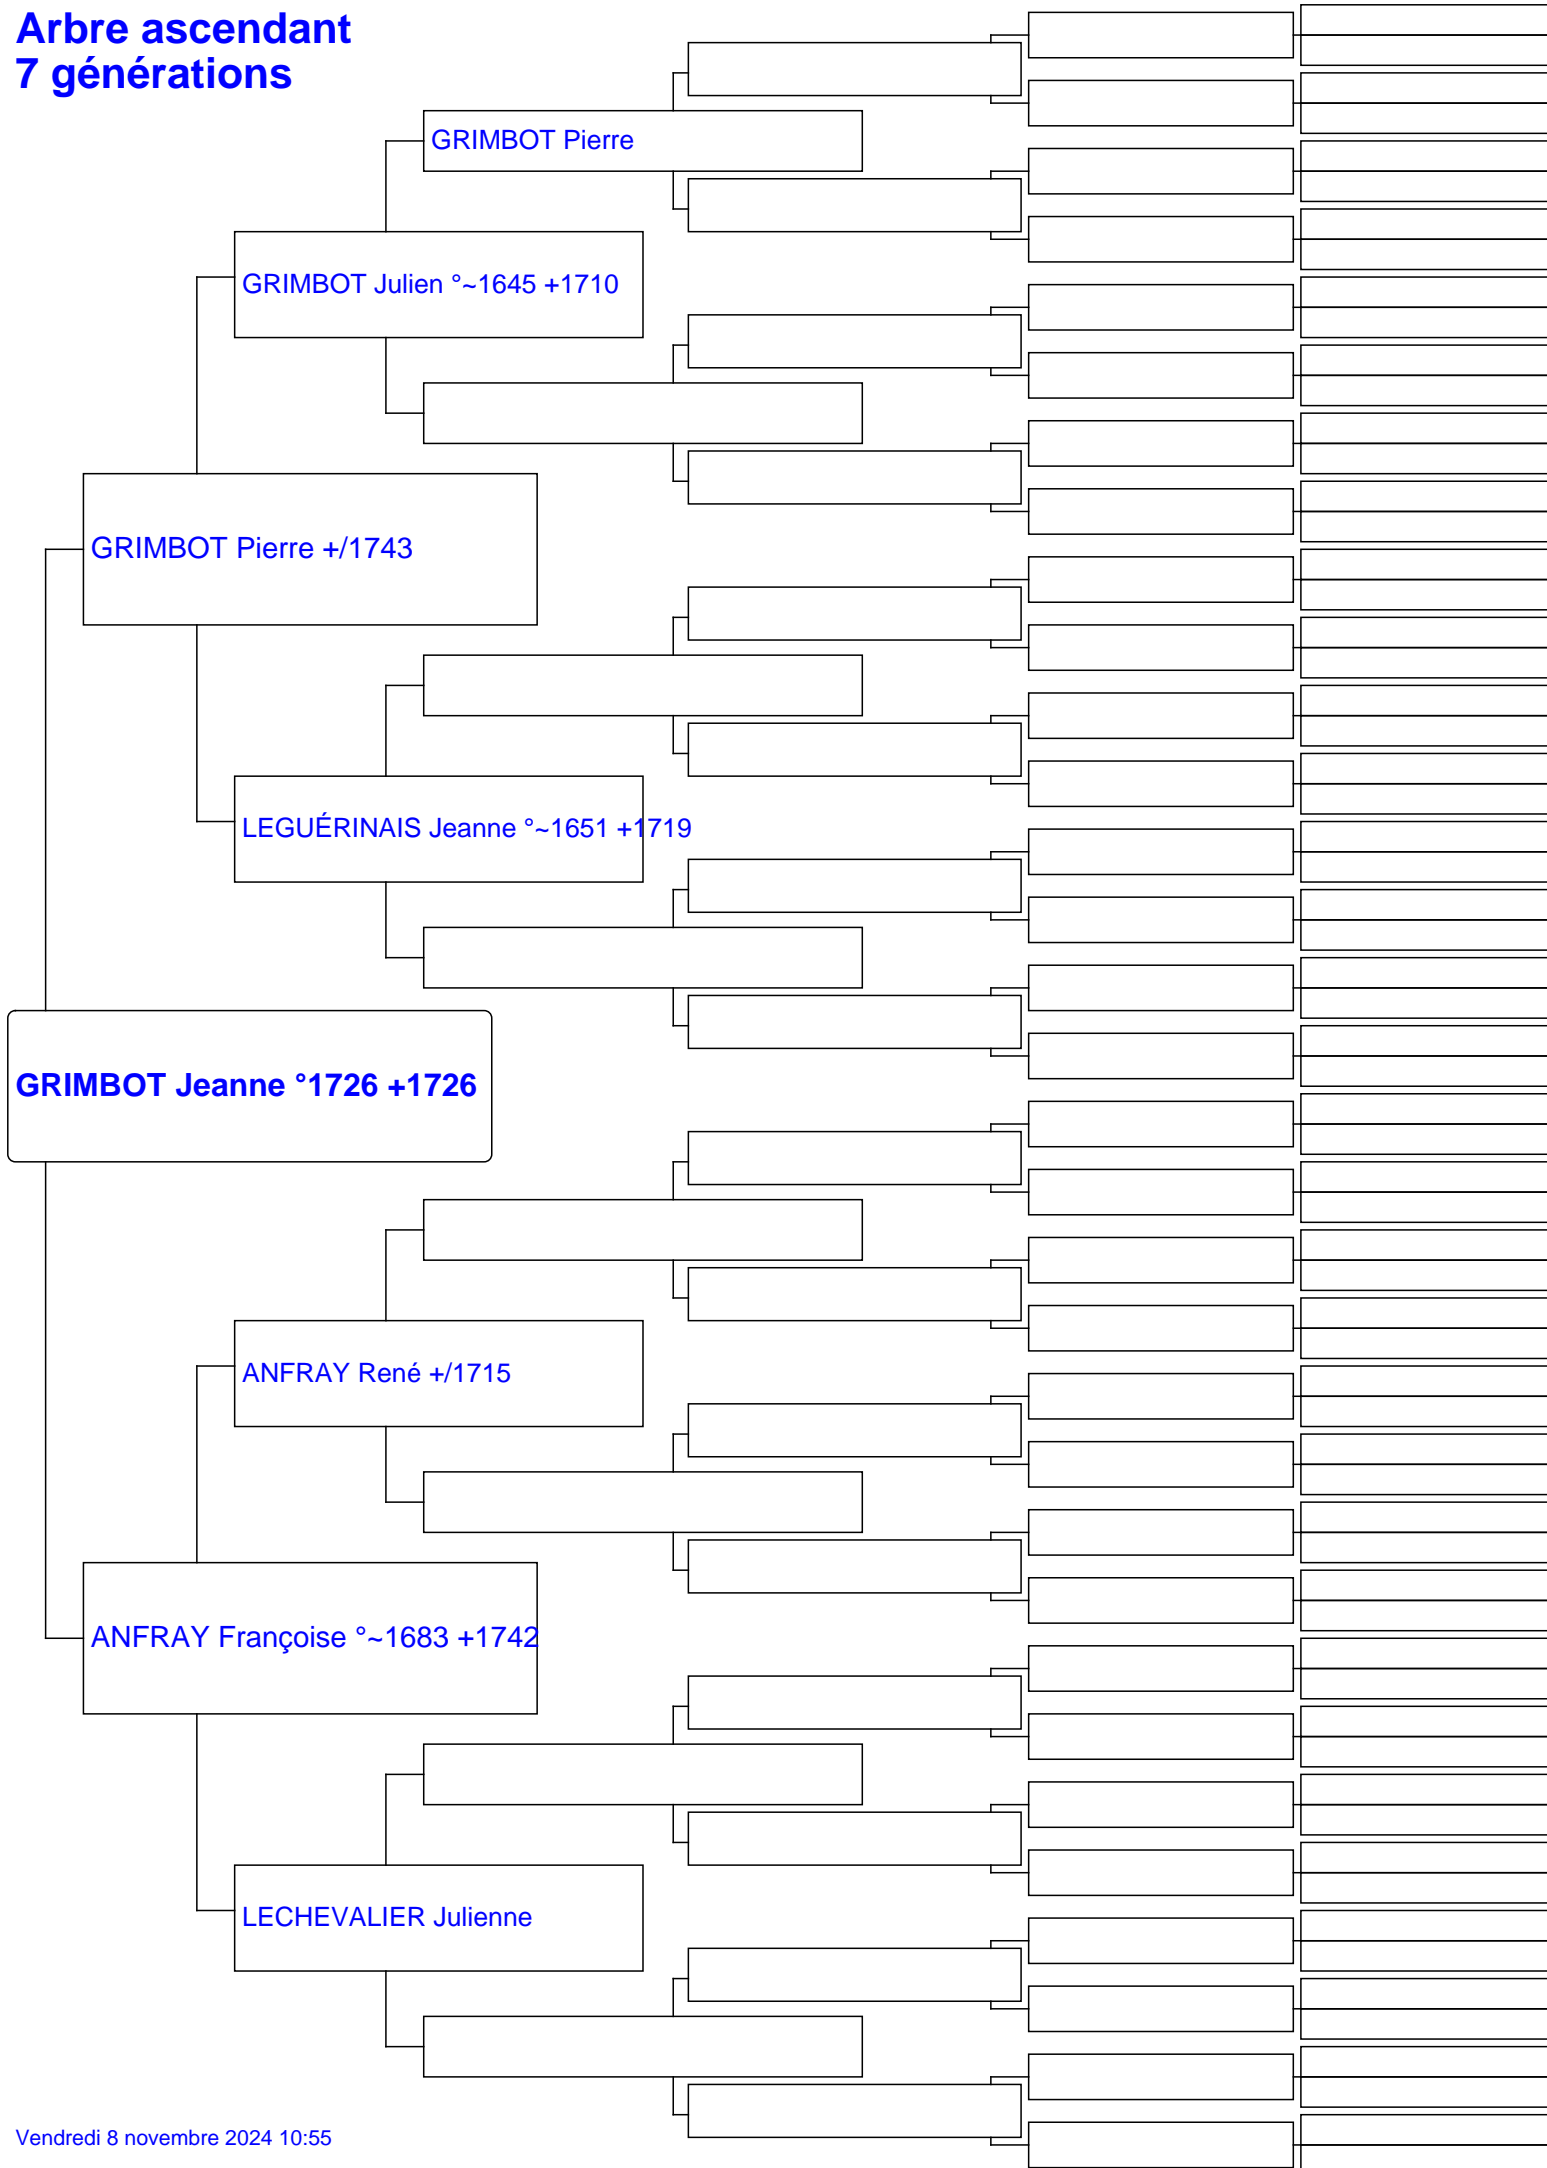 Arbre ascendant
7 générations
GRIMBOT Pierre
GRIMBOT Julien °~1645 +1710
GRIMBOT Pierre +/1743
LEGUÉRINAIS Jeanne °~1651 +1719
GRIMBOT Jeanne °1726 +1726
ANFRAY René +/1715
ANFRAY Françoise °~1683 +1742
LECHEVALIER Julienne
Vendredi 8 novembre 2024 10:55